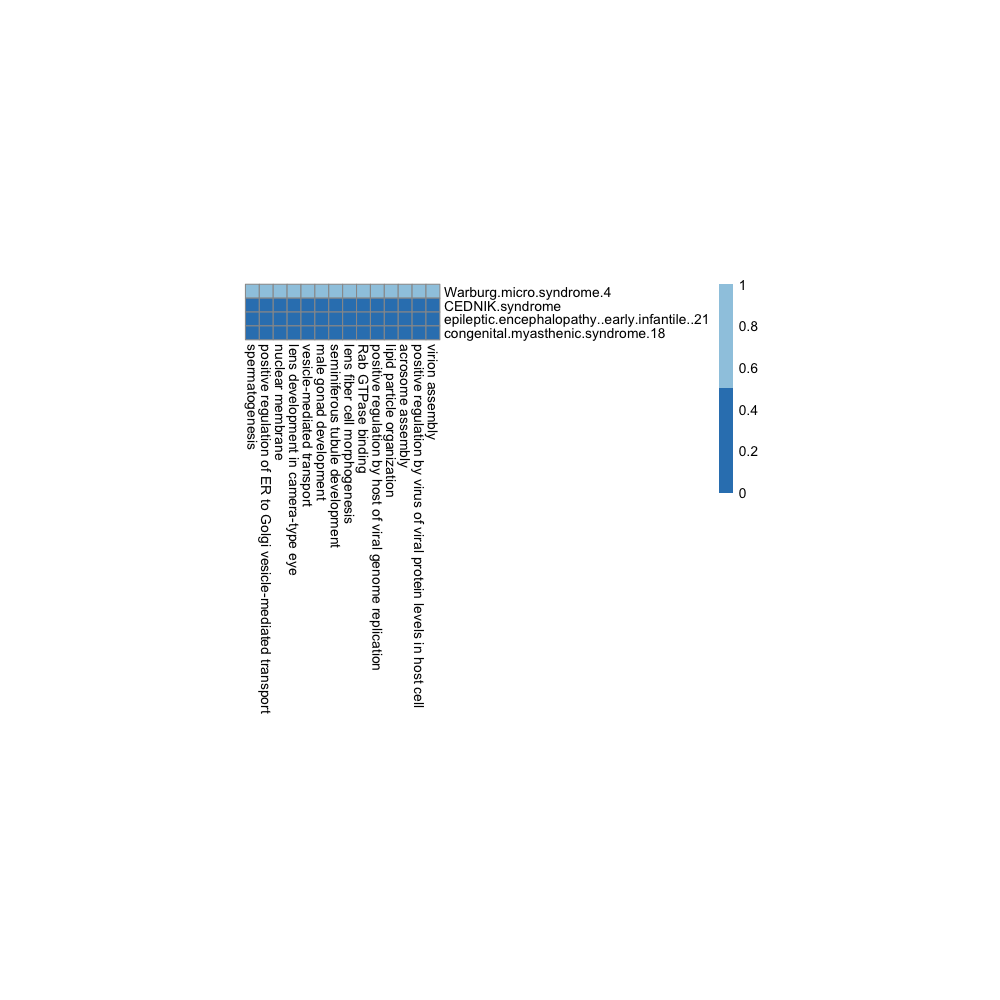 Warburg.micro.syndrome.4
CEDNIK.syndrome
epileptic.encephalopathy..early.infantile..21
congenital.myasthenic.syndrome.18
1
0.8
0.6
0.4
0.2
0
spermatogenesis
positive regulation of ER to Golgi vesicle-mediated transport
nuclear membrane
lens development in camera-type eye
vesicle-mediated transport
male gonad development
seminiferous tubule development
lens fiber cell morphogenesis
Rab GTPase binding
positive regulation by host of viral genome replication
lipid particle organization
acrosome assembly
positive regulation by virus of viral protein levels in host cell
virion assembly